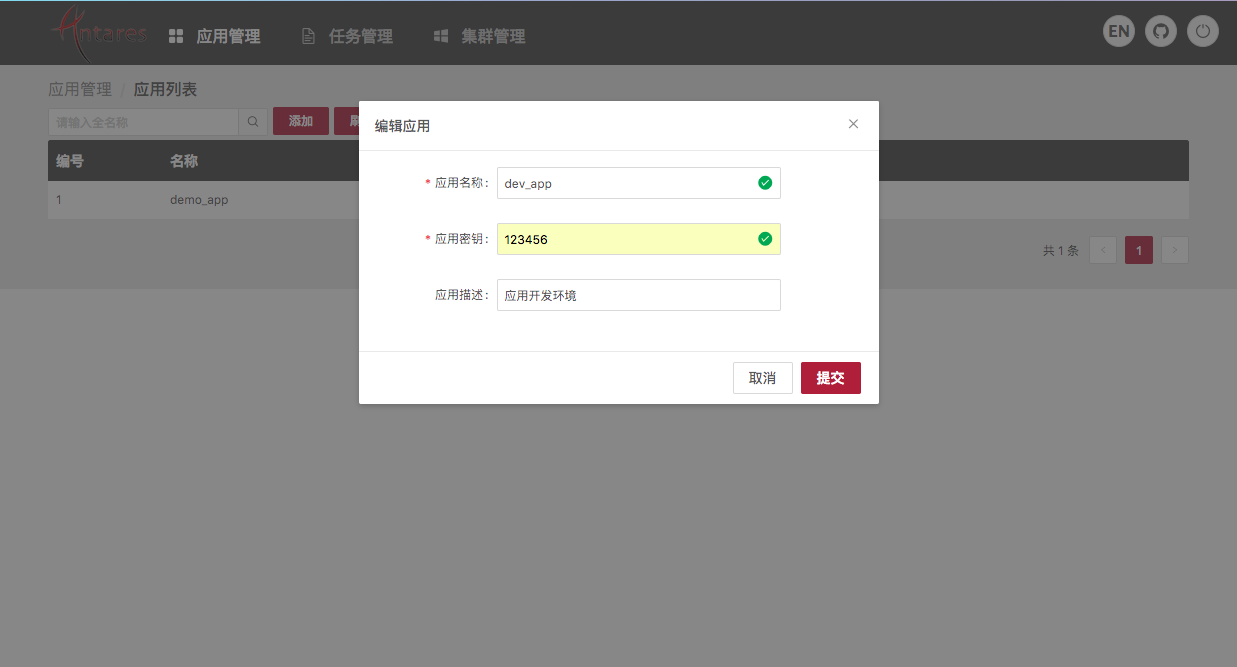 Antares
应用管理
任务管理
集群管理
EN
应用管理 / 应用列表
请输入全名称
添加
刷
编号
名称
1
demo_app
共 1 条
<
1
>
编辑应用
* 应用名称:
dev_app
* 应用密钥:
123456
应用描述:
应用开发环境
取消
提交